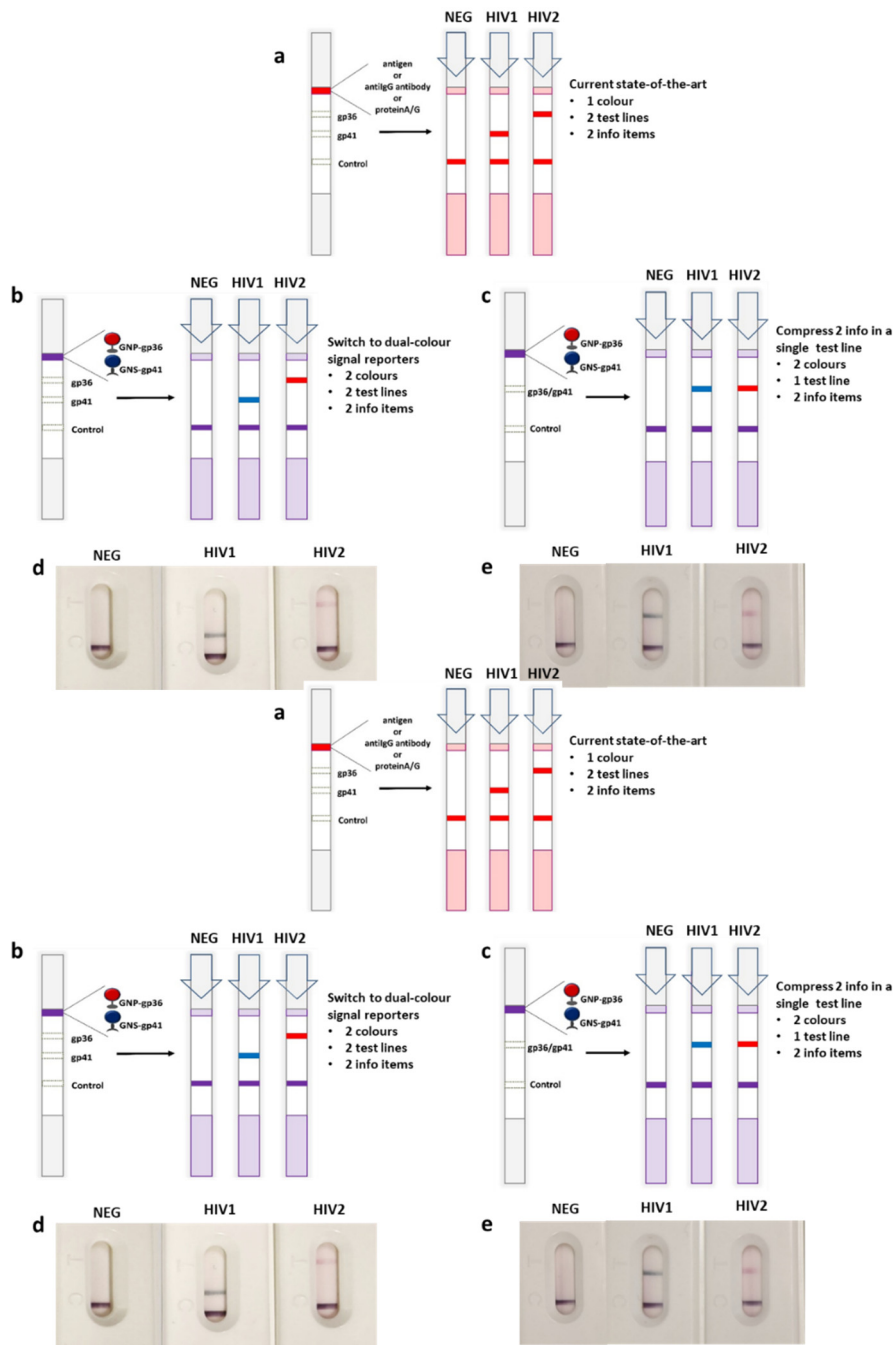 a
NEG HIV1 HIV2
antigen
or
antiIgG antibody
or
proteinA/G
gp36
gp41
Control
Current state-of-the-art
• 1 colour
• 2 test lines
• 2 info items
b
NEG HIV1 HIV2
GNP-gp36
GNS-gp41
gp36
gp41
Control
Switch to dual-colour
signal reporters
• 2 colours
• 2 test lines
• 2 info items
c
NEG HIV1 HIV2
GNP-gp36
GNS-gp41
gp36/gp41
Control
Compress 2 info in a
single test line
• 2 colours
• 1 test line
• 2 info items
d
NEG HIV1 HIV2
T
C
e
NEG HIV1 HIV2
T
C
a
NEG HIV1 HIV2
antigen
or
antiIgG antibody
or
proteinA/G
gp36
gp41
Control
Current state-of-the-art
• 1 colour
• 2 test lines
• 2 info items
b
NEG HIV1 HIV2
GNP-gp36
GNS-gp41
gp36
gp41
Control
Switch to dual-colour
signal reporters
• 2 colours
• 2 test lines
• 2 info items
c
NEG HIV1 HIV2
GNP-gp36
GNS-gp41
gp36/gp41
Control
Compress 2 info in a
single test line
• 2 colours
• 1 test line
• 2 info items
d
NEG HIV1 HIV2
T
C
e
NEG HIV1 HIV2
T
C